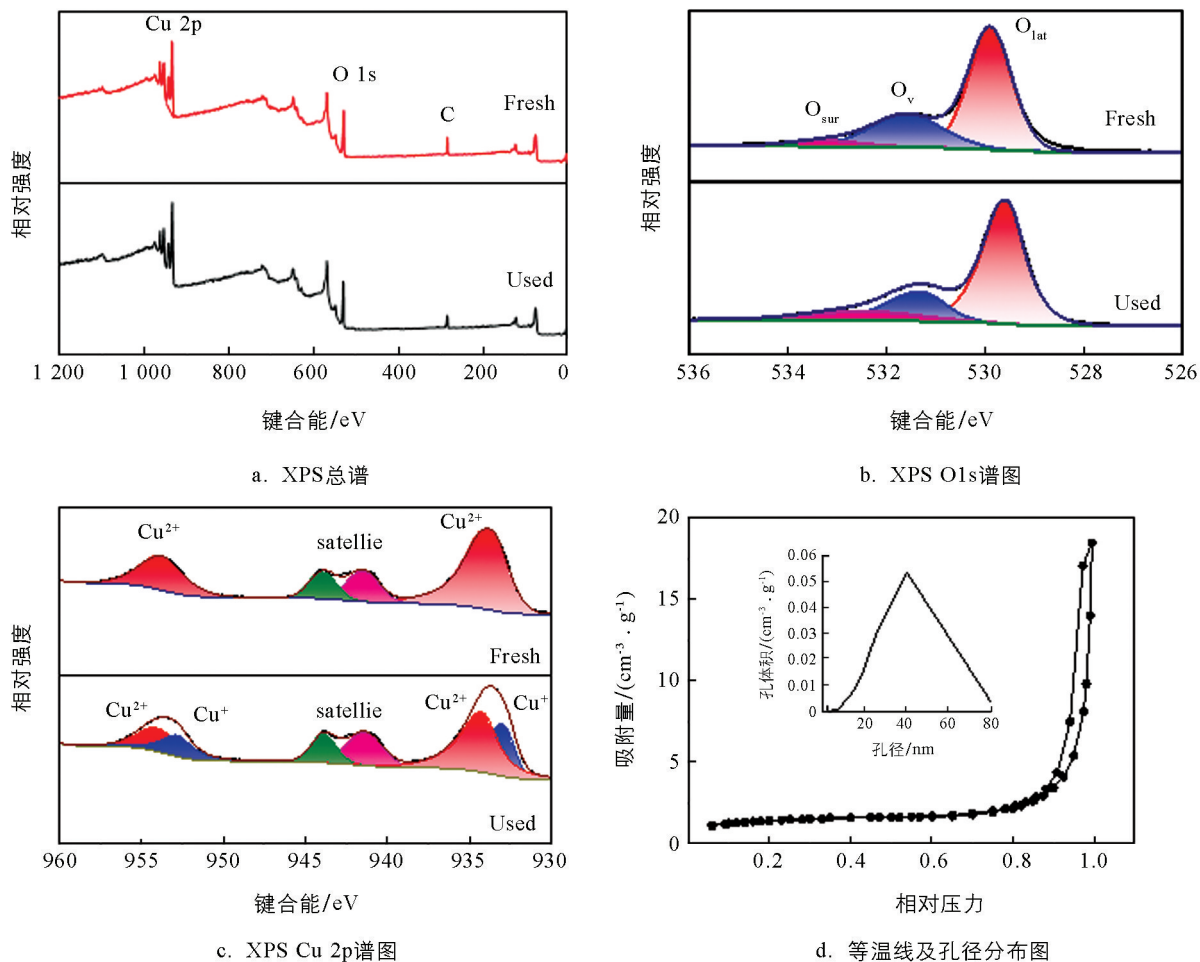 Cu 2p
O 1s
C
Fresh
Used
相对强度
1 200
1 000
800
600
400
200
0
键合能/eV
a. XPS总谱
O_lat
O_v
O_sur
Fresh
Used
相对强度
536
534
532
530
528
526
键合能/eV
b. XPS O1s谱图
Cu²⁺
satellie
Cu²⁺
Fresh
Cu²⁺
Cu⁺
satellie
Cu²⁺
Cu⁺
Used
相对强度
960
955
950
945
940
935
930
键合能/eV
c. XPS Cu 2p谱图
20
15
10
5
0
吸附量/(cm⁻³·g⁻¹)
0.06
0.05
0.04
0.03
0.02
0.01
0
孔体积/(cm⁻³·g⁻¹)
20
40
60
80
孔径/nm
0.2
0.4
0.6
0.8
1.0
相对压力
d. 等温线及孔径分布图